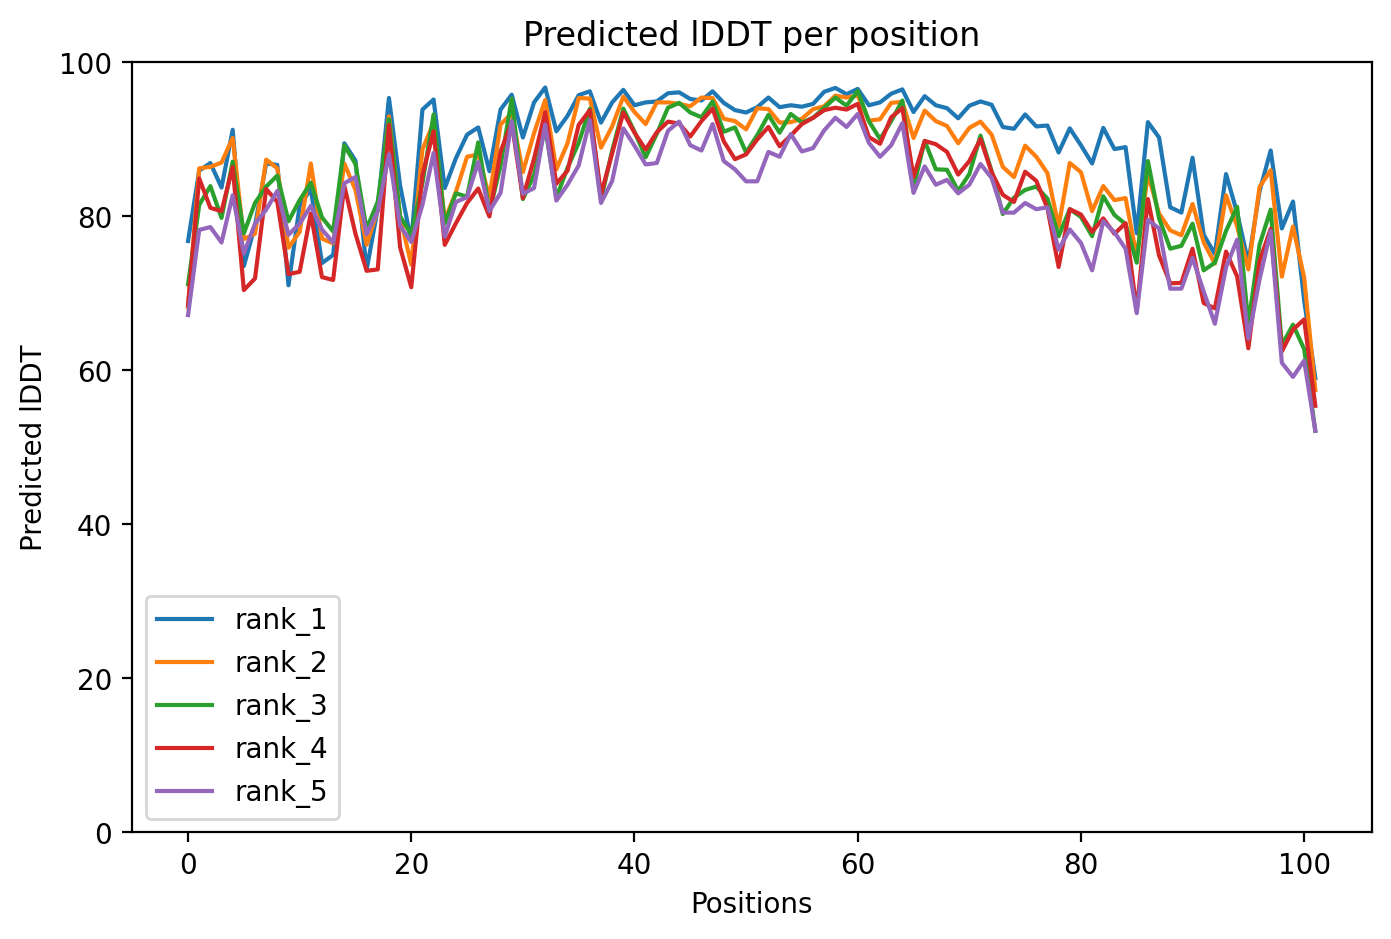 Predicted lDDT per position
100
80
60
40
20
0
Predicted lDDT
rank_1
rank_2
rank_3
rank_4
rank_5
0 20 40 60 80 100
Positions